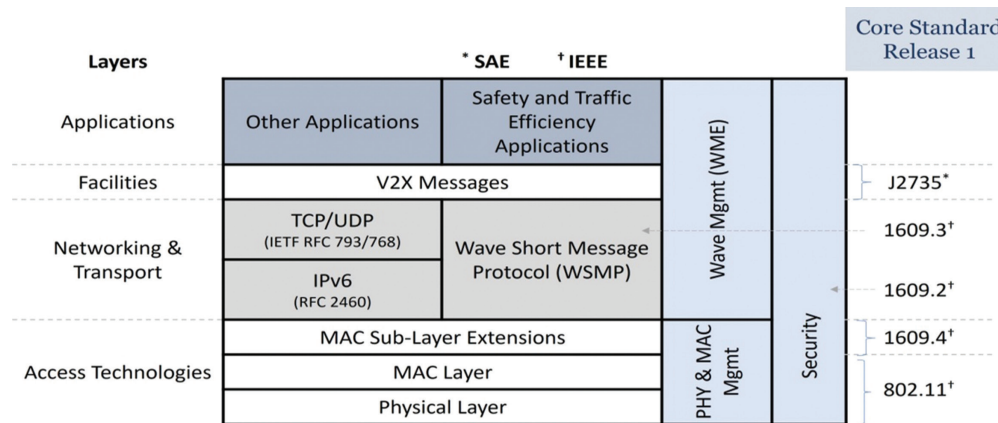 Core Standard
Release 1
Layers
* SAE
† IEEE
Applications
Other Applications
Safety and Traffic
Efficiency
Applications
Facilities
V2X Messages
J2735*
Networking &
Transport
TCP/UDP
(IETF RFC 793/768)
IPv6
(RFC 2460)
Wave Short Message
Protocol (WSMP)
1609.3†
1609.2†
Access Technologies
MAC Sub-Layer Extensions
MAC Layer
Physical Layer
1609.4†
802.11†
Wave Mgmt (WME)
PHY & MAC
Mgmt
Security